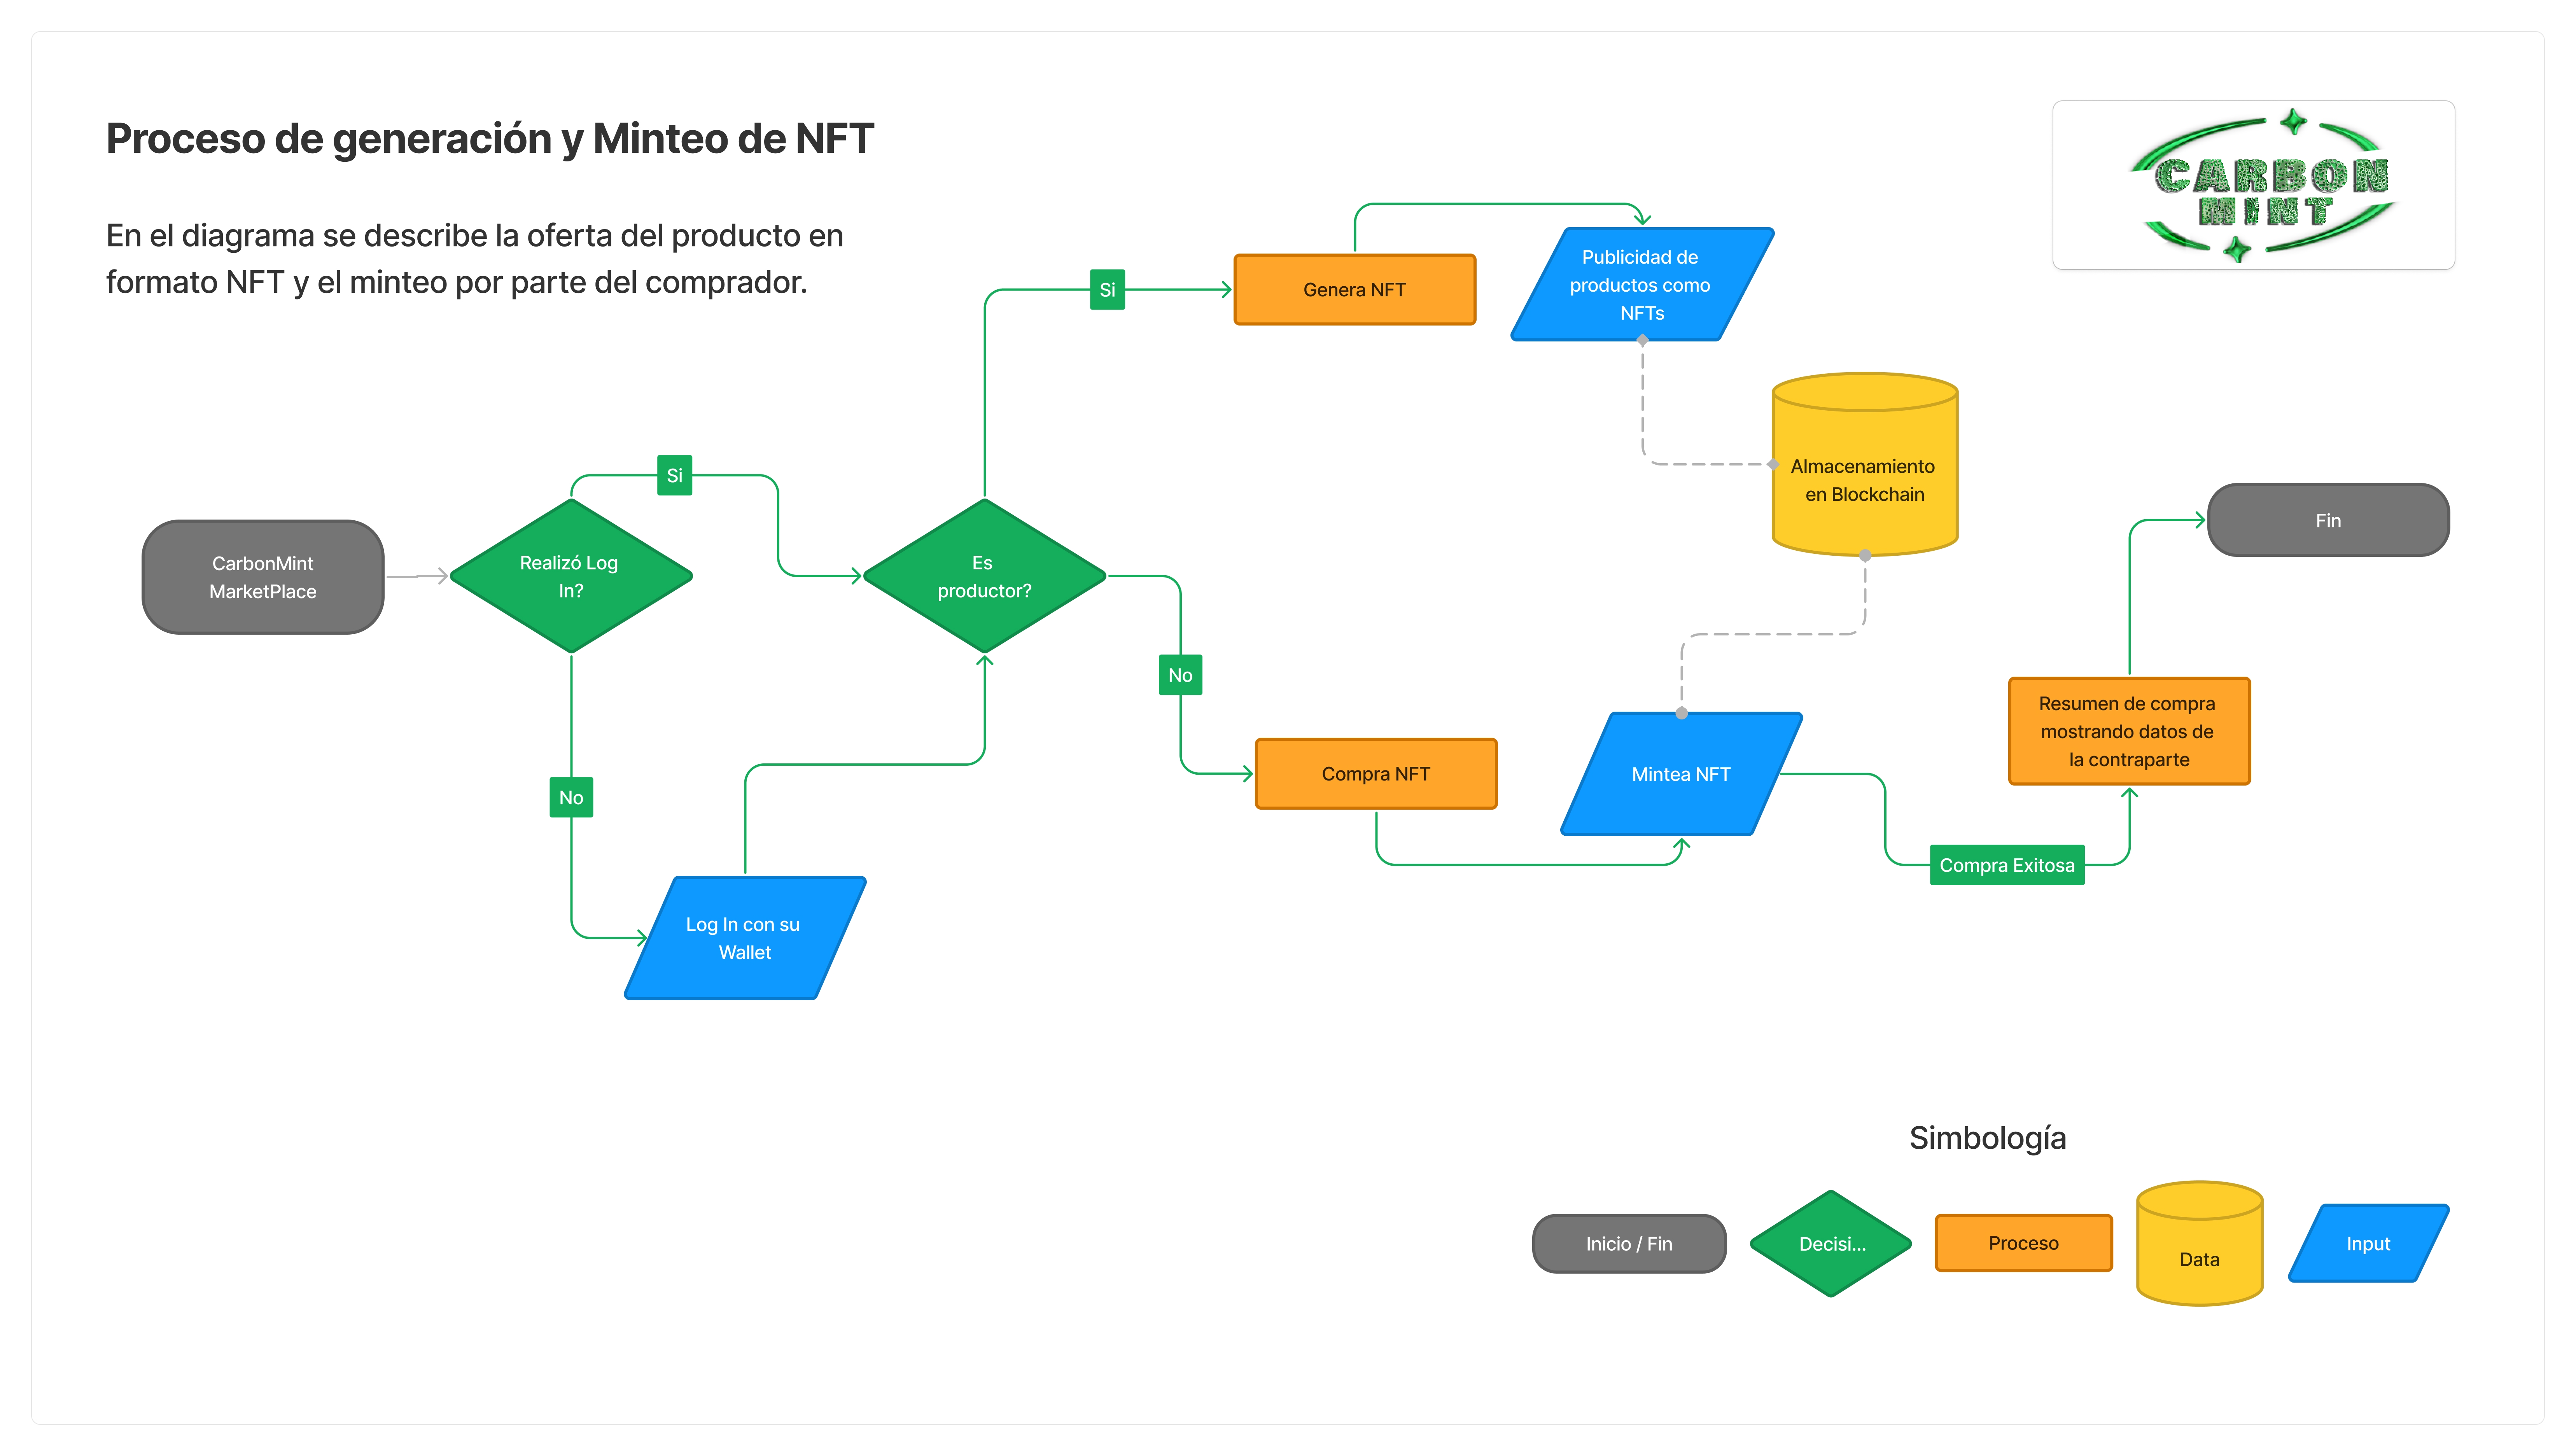 Proceso de generación y Minteo de NFT
En el diagrama se describe la oferta del producto en
formato NFT y el minteo por parte del comprador.
CARBON
MINT
CarbonMint
MarketPlace
Realizó Log
In?
Si
No
Log In con su
Wallet
Es
productor?
Si
Genera NFT
Publicidad de
productos como
NFTs
Almacenamiento
en Blockchain
No
Compra NFT
Mintea NFT
Compra Exitosa
Resumen de compra
mostrando datos de
la contraparte
Fin
Simbología
Inicio / Fin
Decisi...
Proceso
Data
Input